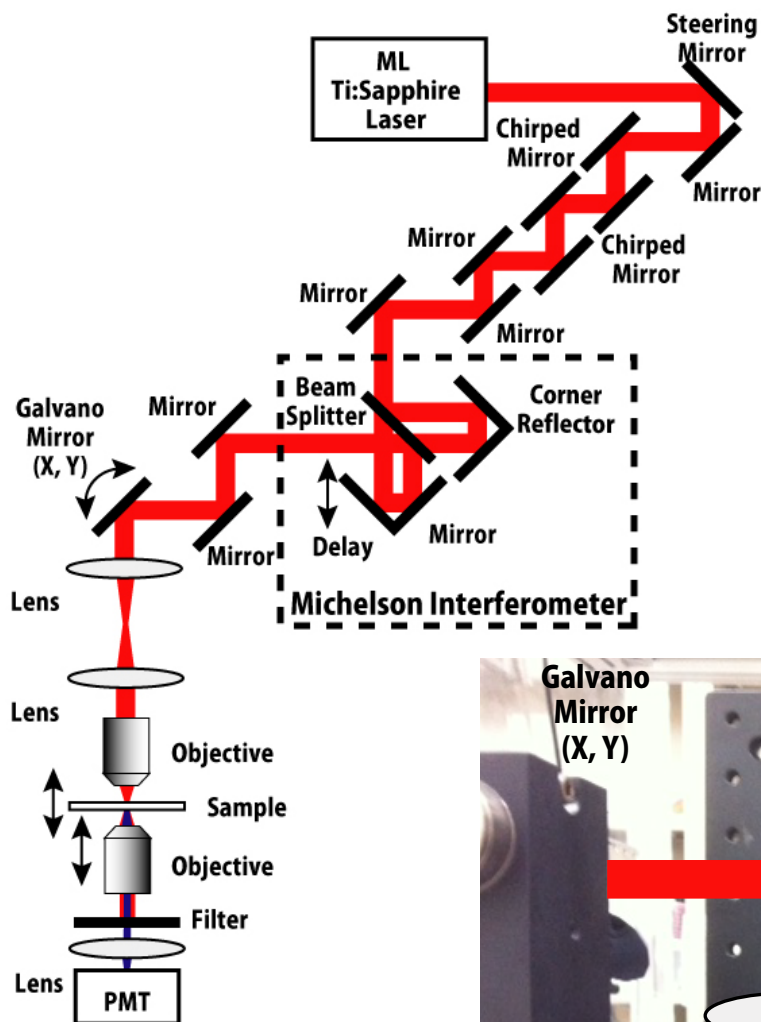 Steering
Mirror
ML
Ti:Sapphire
Laser
Chirped
Mirror
Mirror
Mirror
Chirped
Mirror
Mirror
Mirror
Beam
Splitter
Corner
Reflector
Galvano
Mirror
(X, Y)
Mirror
Mirror
Delay
Mirror
Michelson Interferometer
Lens
Lens
Objective
Sample
Objective
Filter
Lens
PMT
Galvano
Mirror
(X, Y)